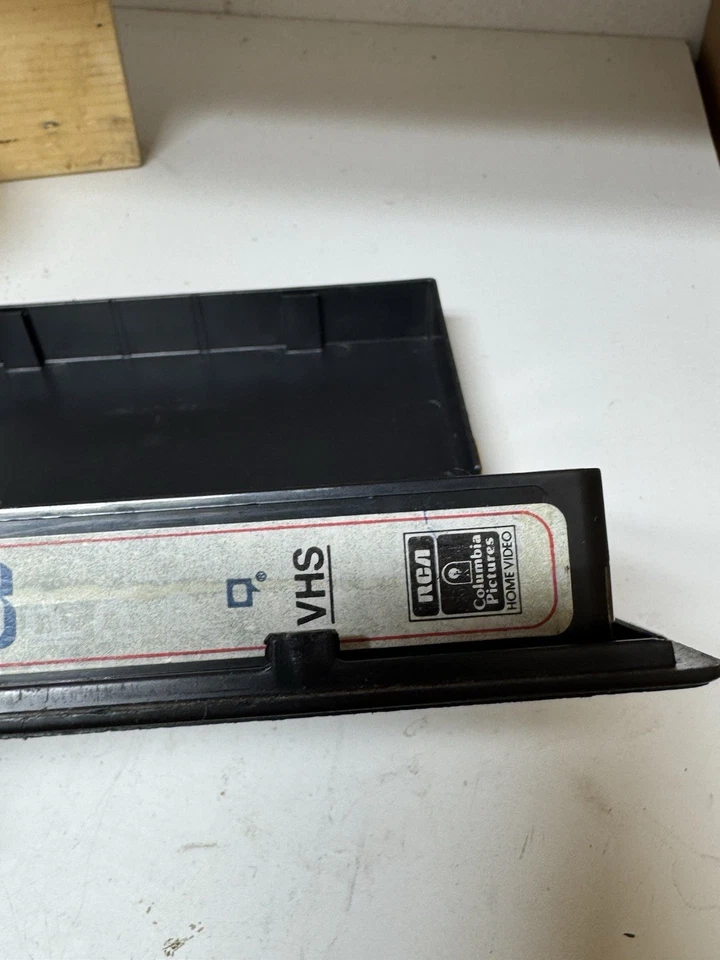 ®
VHS
RCA
Columbia
Pictures
HOME VIDEO